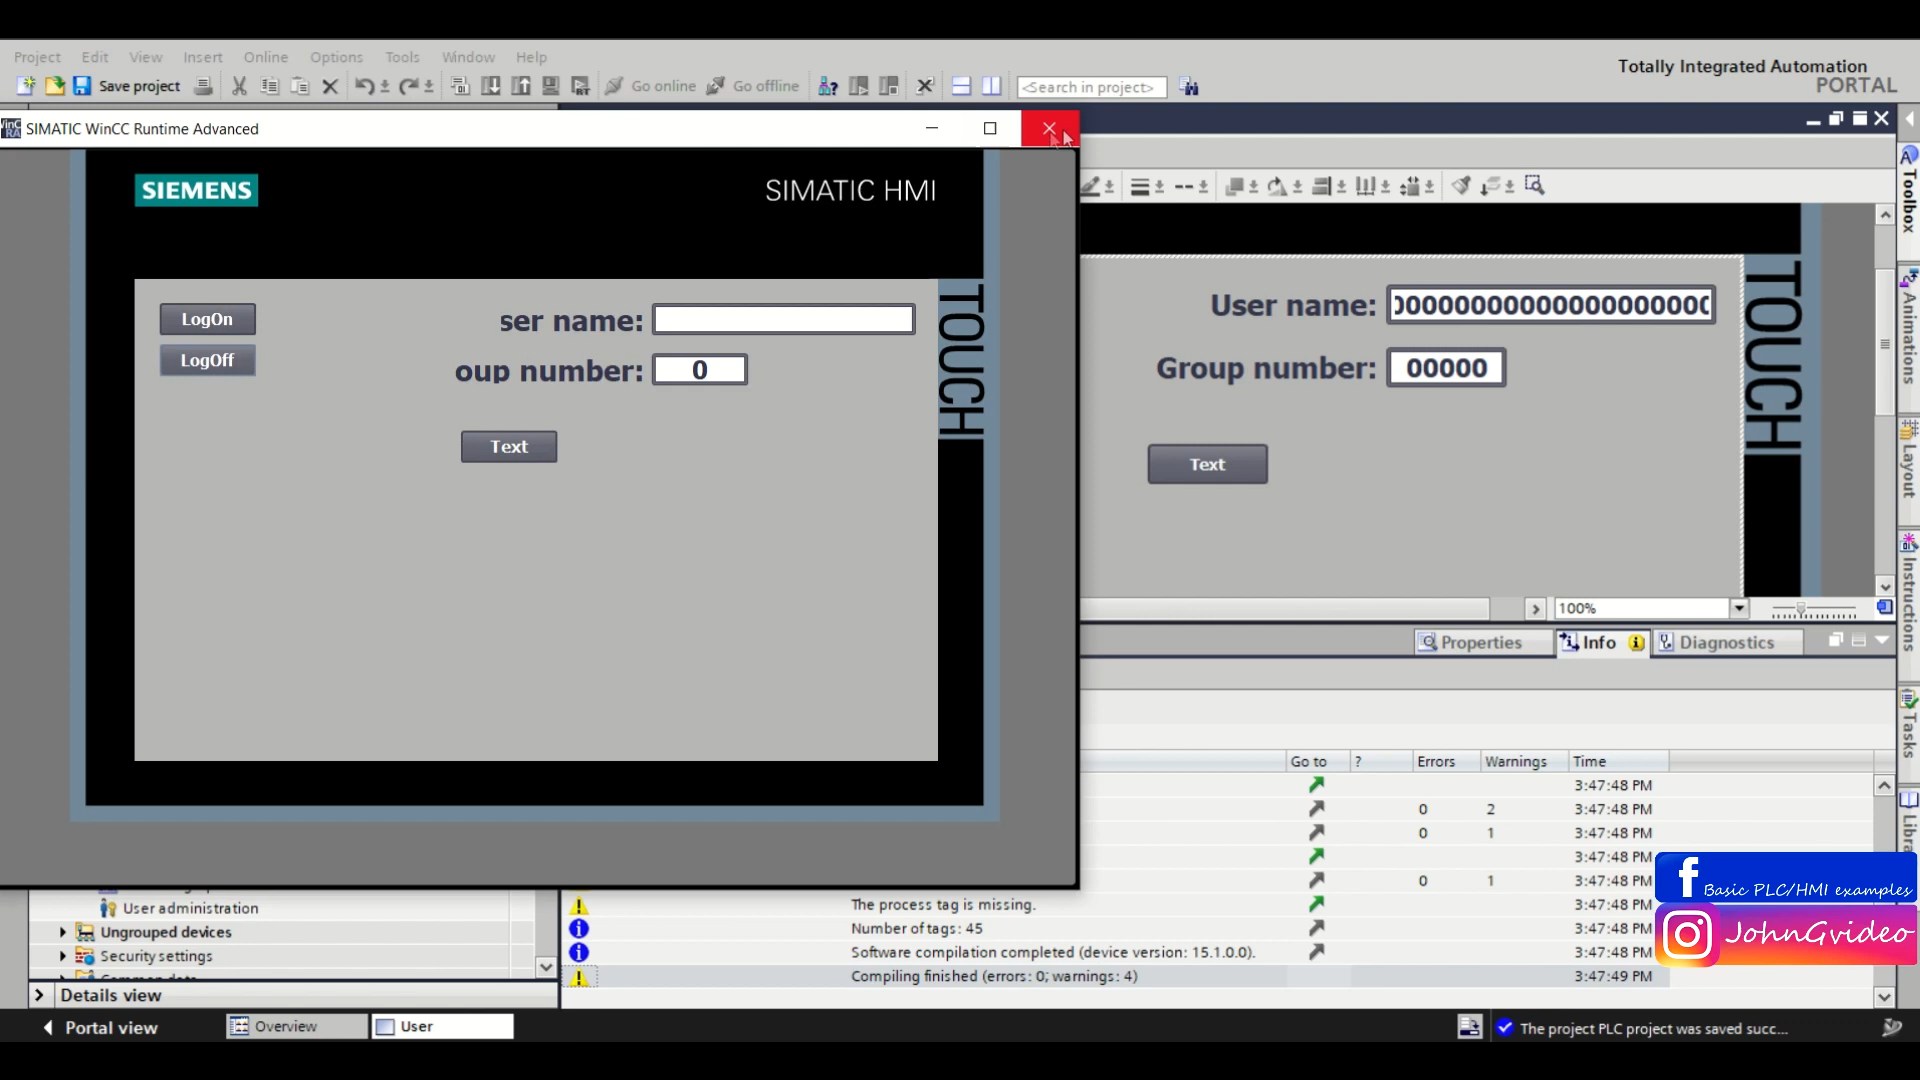 Project Edit View Insert Online Options Tools Window Help
Totally Integrated Automation
PORTAL
Save project Go online Go offline <Search in project>
SIMATIC WinCC Runtime Advanced
SIEMENS
SIMATIC HMI
LogOn
LogOff
ser name:
oup number: 0
Text
TOUCH
User name: 00000000000000000000
Group number: 00000
Text
TOUCH
100%
Properties Info Diagnostics
Toolbox
Animations
Layout
Instructions
Tasks
Libra
Go to ? Errors Warnings Time
3:47:48 PM
0 2 3:47:48 PM
0 1 3:47:48 PM
3:47:48 PM
0 1 3:47:48 PM
The process tag is missing. 3:47:48 PM
Number of tags: 45 3:47:48 PM
Software compilation completed (device version: 15.1.0.0). 3:47:48 PM
Compiling finished (errors: 0; warnings: 4) 3:47:49 PM
User administration
Ungrouped devices
Security settings
Details view
Portal view Overview User
The project PLC project was saved succ...
f Basic PLC/HMI examples
JohnGvideo